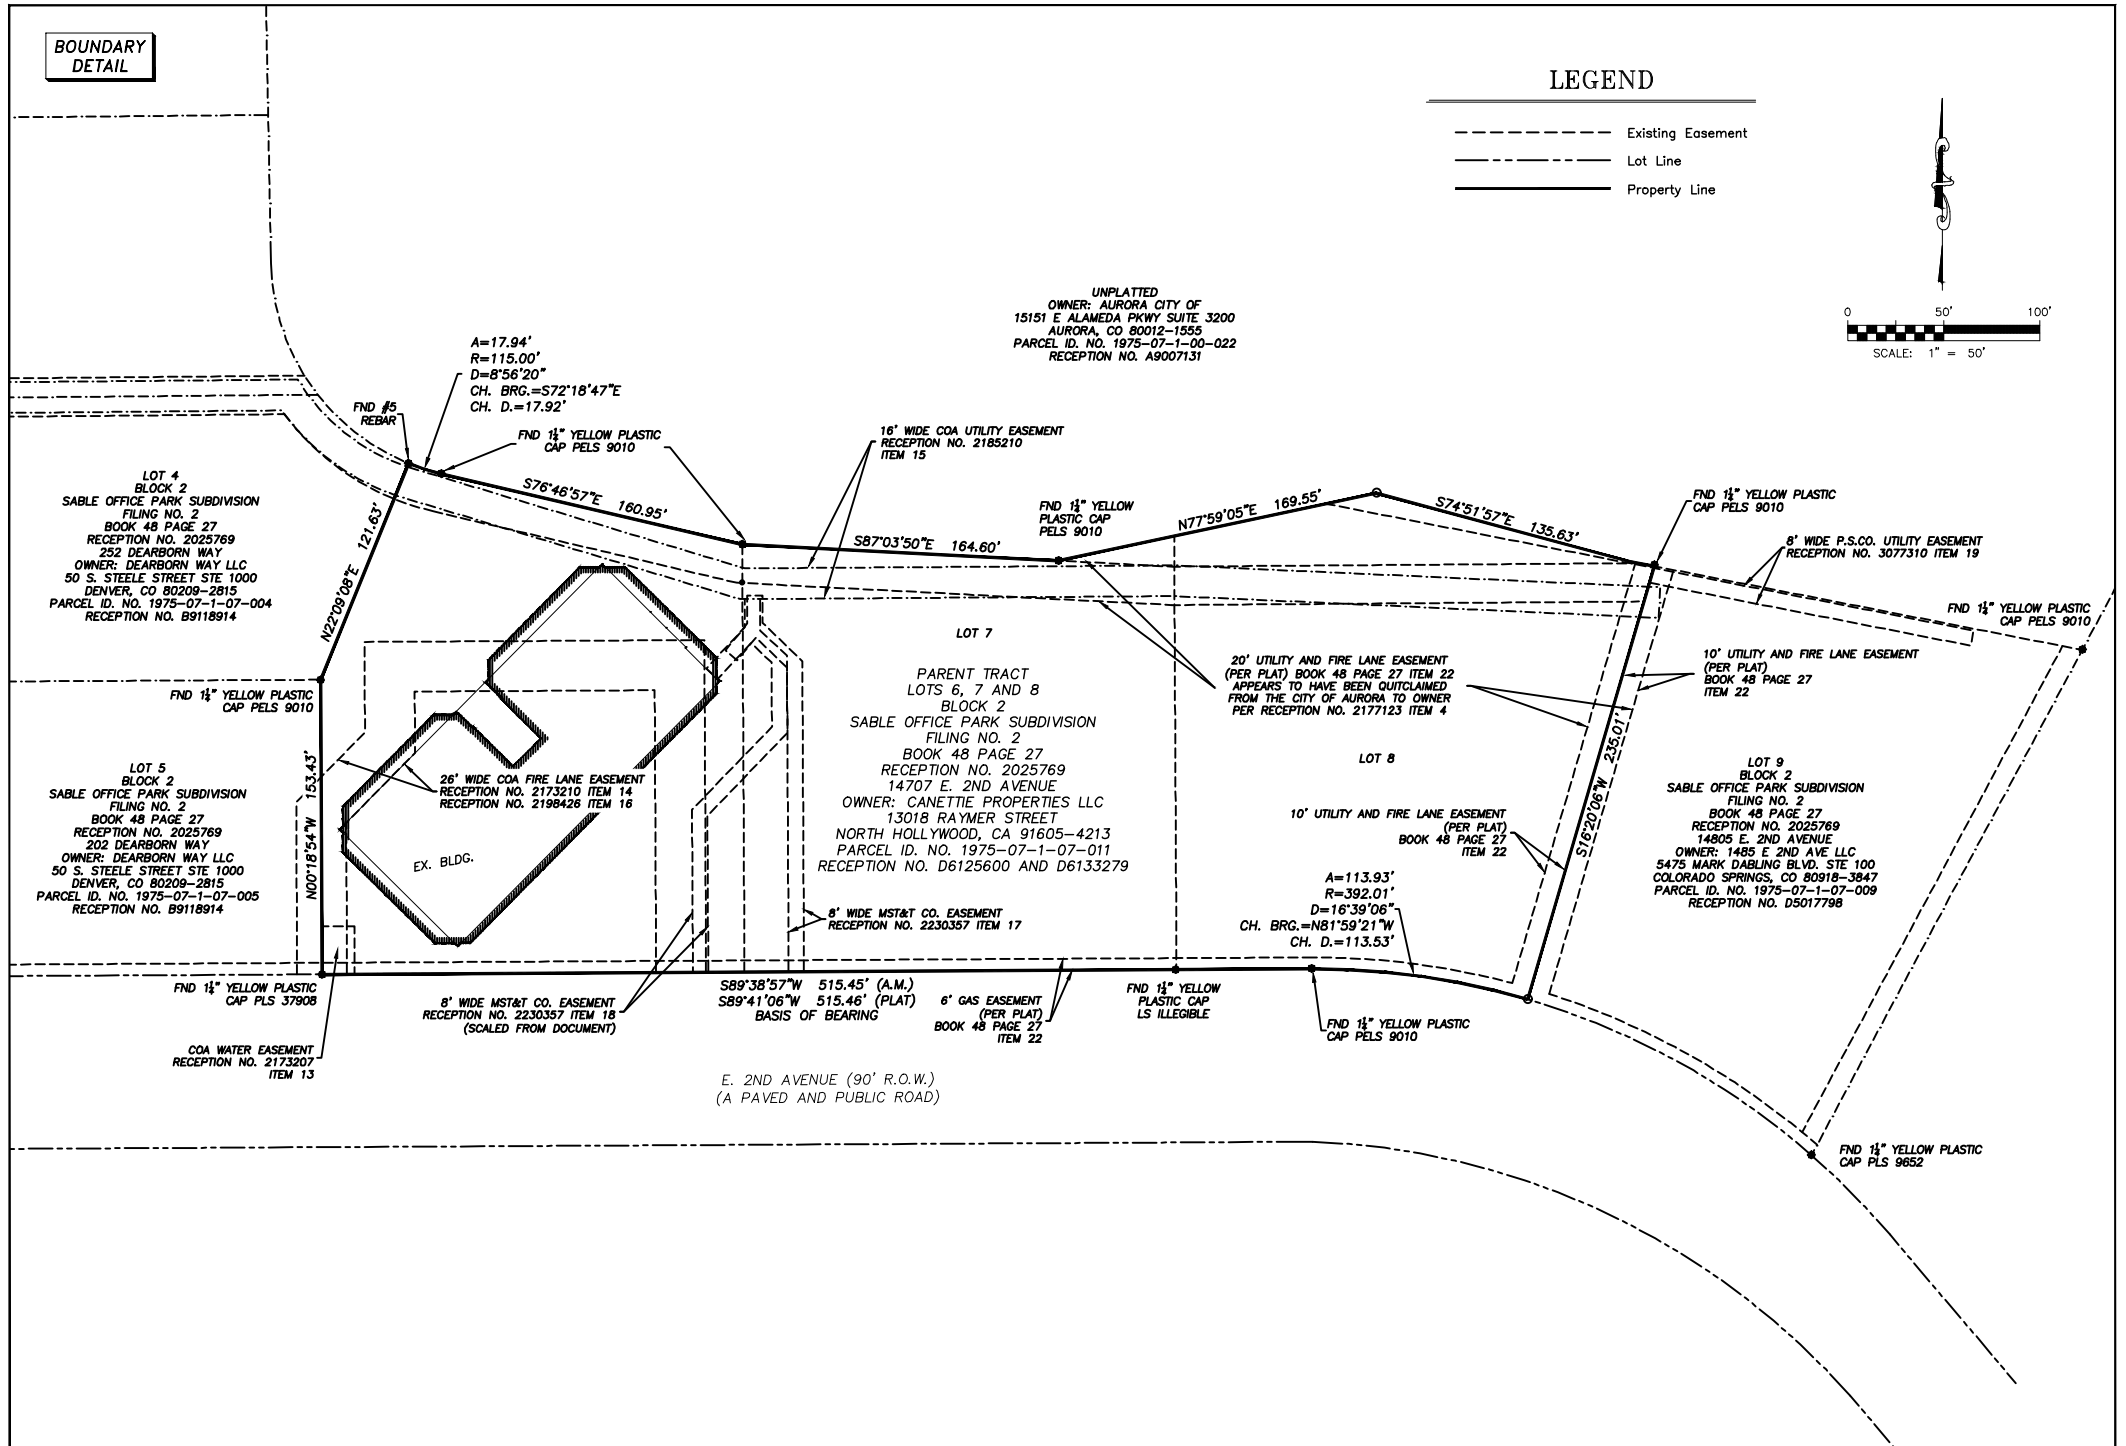 BOUNDARY
DETAIL
LEGEND
Existing Easement
Lot Line
Property Line
0 50' 100'
SCALE: 1" = 50'
UNPLATTED
OWNER: AURORA CITY OF
15151 E ALAMEDA PKWY SUITE 3200
AURORA, CO 80012-1555
PARCEL ID. NO. 1975-07-1-00-022
RECEPTION NO. A9007131
A=17.94'
R=115.00'
D=8°56'20"
CH. BRG.=S72°18'47"E
CH. D.=17.92'
FND #5
REBAR
FND 1¼" YELLOW PLASTIC
CAP PELS 9010
16' WIDE COA UTILITY EASEMENT
RECEPTION NO. 2185210
ITEM 15
S76°46'57"E 160.95'
S87°03'50"E 164.60'
FND 1¼" YELLOW
PLASTIC CAP
PELS 9010
N77°59'05"E 169.55'
S74°51'57"E 135.63'
FND 1¼" YELLOW PLASTIC
CAP PELS 9010
8' WIDE P.S.CO. UTILITY EASEMENT
RECEPTION NO. 3077310 ITEM 19
FND 1¼" YELLOW PLASTIC
CAP PELS 9010
LOT 4
BLOCK 2
SABLE OFFICE PARK SUBDIVISION
FILING NO. 2
BOOK 48 PAGE 27
RECEPTION NO. 2025769
252 DEARBORN WAY
OWNER: DEARBORN WAY LLC
50 S. STEELE STREET STE 1000
DENVER, CO 80209-2815
PARCEL ID. NO. 1975-07-1-07-004
RECEPTION NO. B9118914
N22°09'08"E 121.63'
FND 1¼" YELLOW PLASTIC
CAP PELS 9010
LOT 7
PARENT TRACT
LOTS 6, 7 AND 8
BLOCK 2
SABLE OFFICE PARK SUBDIVISION
FILING NO. 2
BOOK 48 PAGE 27
RECEPTION NO. 2025769
14707 E. 2ND AVENUE
OWNER: CANETTIE PROPERTIES LLC
13018 RAYMER STREET
NORTH HOLLYWOOD, CA 91605-4213
PARCEL ID. NO. 1975-07-1-07-011
RECEPTION NO. D6125600 AND D6133279
20' UTILITY AND FIRE LANE EASEMENT
(PER PLAT) BOOK 48 PAGE 27 ITEM 22
APPEARS TO HAVE BEEN QUITCLAIMED
FROM THE CITY OF AURORA TO OWNER
PER RECEPTION NO. 2177123 ITEM 4
10' UTILITY AND FIRE LANE EASEMENT
(PER PLAT)
BOOK 48 PAGE 27
ITEM 22
LOT 8
S16°20'06"W 235.01'
LOT 5
BLOCK 2
SABLE OFFICE PARK SUBDIVISION
FILING NO. 2
BOOK 48 PAGE 27
RECEPTION NO. 2025769
202 DEARBORN WAY
OWNER: DEARBORN WAY LLC
50 S. STEELE STREET STE 1000
DENVER, CO 80209-2815
PARCEL ID. NO. 1975-07-1-07-005
RECEPTION NO. B9118914
N00°18'54"W 153.43'
26' WIDE COA FIRE LANE EASEMENT
RECEPTION NO. 2173210 ITEM 14
RECEPTION NO. 2198426 ITEM 16
EX. BLDG.
10' UTILITY AND FIRE LANE EASEMENT
(PER PLAT)
BOOK 48 PAGE 27
ITEM 22
LOT 9
BLOCK 2
SABLE OFFICE PARK SUBDIVISION
FILING NO. 2
BOOK 48 PAGE 27
RECEPTION NO. 2025769
14805 E. 2ND AVENUE
OWNER: 1485 E 2ND AVE LLC
5475 MARK DABLING BLVD. STE 100
COLORADO SPRINGS, CO 80918-3847
PARCEL ID. NO. 1975-07-1-07-009
RECEPTION NO. D5017798
A=113.93'
R=392.01'
D=16°39'06"
CH. BRG.=N81°59'21"W
CH. D.=113.53'
8' WIDE MST&T CO. EASEMENT
RECEPTION NO. 2230357 ITEM 17
FND 1¼" YELLOW PLASTIC
CAP PLS 37908
8' WIDE MST&T CO. EASEMENT
RECEPTION NO. 2230357 ITEM 18
(SCALED FROM DOCUMENT)
S89°38'57"W 515.45' (A.M.)
S89°41'06"W 515.46' (PLAT)
BASIS OF BEARING
6' GAS EASEMENT
(PER PLAT)
BOOK 48 PAGE 27
ITEM 22
FND 1¼" YELLOW
PLASTIC CAP
LS ILLEGIBLE
FND 1¼" YELLOW PLASTIC
CAP PELS 9010
COA WATER EASEMENT
RECEPTION NO. 2173207
ITEM 13
E. 2ND AVENUE (90' R.O.W.)
(A PAVED AND PUBLIC ROAD)
FND 1¼" YELLOW PLASTIC
CAP PLS 9652